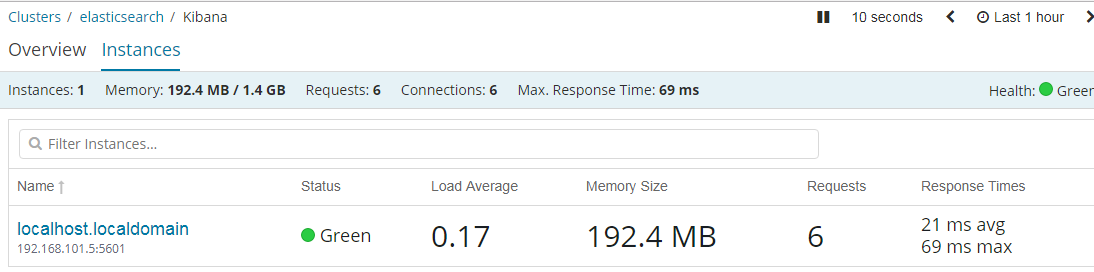 Clusters / elasticsearch / Kibana 10 seconds Last 1 hour
Overview Instances
Instances: 1 Memory: 192.4 MB / 1.4 GB Requests: 6 Connections: 6 Max. Response Time: 69 ms Health: Green
Filter Instances...
Name Status Load Average Memory Size Requests Response Times
localhost.localdomain Green 0.17 192.4 MB 6 21 ms avg
192.168.101.5:5601 69 ms max